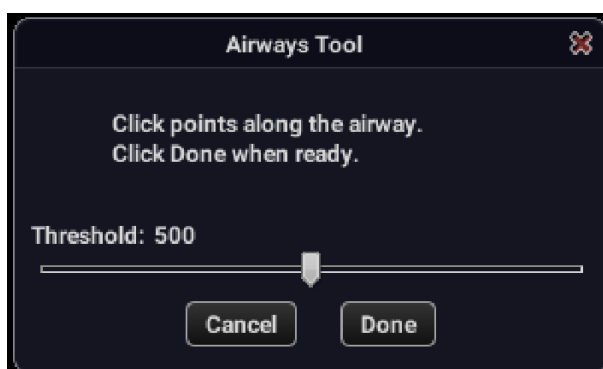 Airways Tool
Click points along the airway.
Click Done when ready.
Threshold: 500
Cancel Done